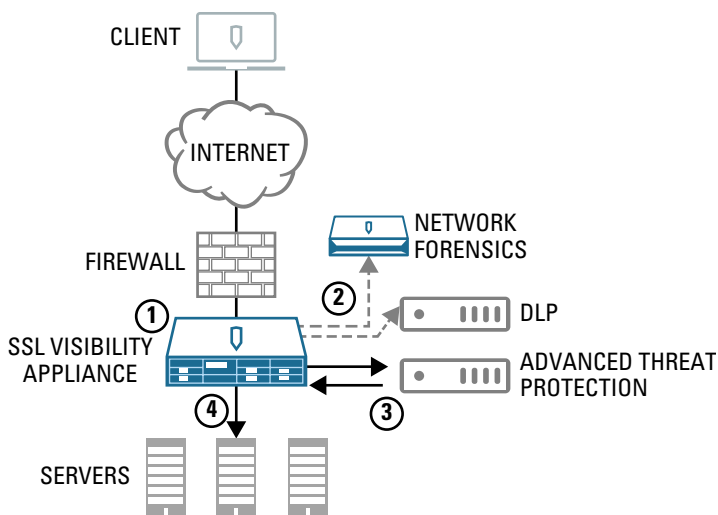 CLIENT
INTERNET
NETWORK
FORENSICS
FIREWALL
2
1
DLP
SSL VISIBILITY
APPLIANCE
ADVANCED THREAT
PROTECTION
4
3
SERVERS